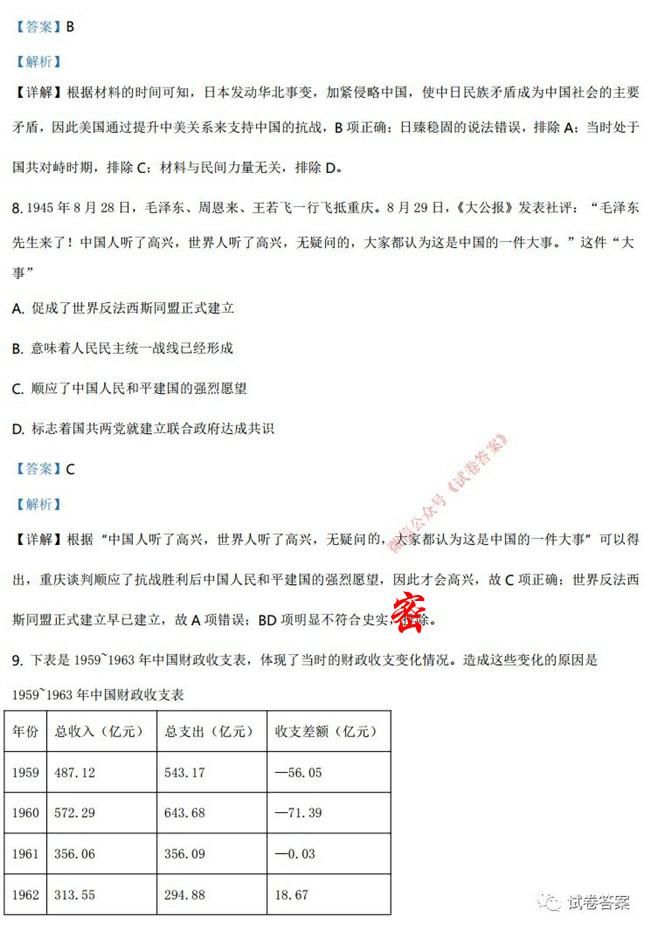 【答案】B
【解析】
【详解】根据材料的时间可知，日本发动华北事变，加紧侵略中国，使中日民族矛盾成为中国社会的主要
矛盾，因此美国通过提升中美关系来支持中国的抗战，B 项正确；日臻稳固的说法错误，排除 A；当时处于
国共对峙时期，排除 C；材料与民间力量无关，排除 D。
8. 1945 年 8 月 28 日，毛泽东、周恩来、王若飞一行飞抵重庆。8 月 29 日，《大公报》发表社评：“毛泽东
先生来了！中国人听了高兴，世界人听了高兴，无疑问的，大家都认为这是中国的一件大事。”这件“大
事”
A. 促成了世界反法西斯同盟正式建立
B. 意味着人民民主统一战线已经形成
C. 顺应了中国人民和平建国的强烈愿望
D. 标志着国共两党就建立联合政府达成共识
【答案】C
【解析】
微信公众号《试卷答案》
【详解】根据“中国人听了高兴，世界人听了高兴，无疑问的，大家都认为这是中国的一件大事”可以得
出，重庆谈判顺应了抗战胜利后中国人民和平建国的强烈愿望，因此才会高兴，故 C 项正确；世界反法西
斯同盟正式建立早已建立，故 A 项错误；BD 项明显不符合史实，排除。
密
9. 下表是 1959~1963 年中国财政收支表，体现了当时的财政收支变化情况。造成这些变化的原因是
1959~1963 年中国财政收支表
年份 总收入（亿元） 总支出（亿元） 收支差额（亿元）
1959 487.12 543.17 —56.05
1960 572.29 643.68 —71.39
1961 356.06 356.09 —0.03
1962 313.55 294.88 18.67
试卷答案